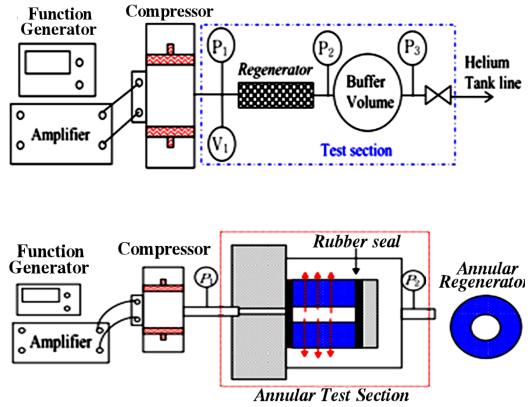 Function
Generator
Compressor
Amplifier
P1
V1
Regenerator
P2
Buffer
Volume
P3
Helium
Tank line
Test section
Function
Generator
Compressor
Amplifier
P1
Rubber seal
P2
Annular
Regenerator
Annular Test Section